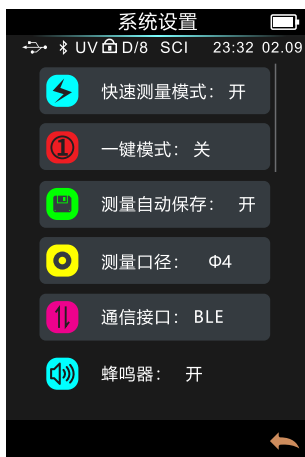 系统设置
UV D/8 SCI 23:32 02.09
快速测量模式: 开
① 一键模式: 关
测量自动保存: 开
测量口径: Φ4
通信接口: BLE
蜂鸣器: 开